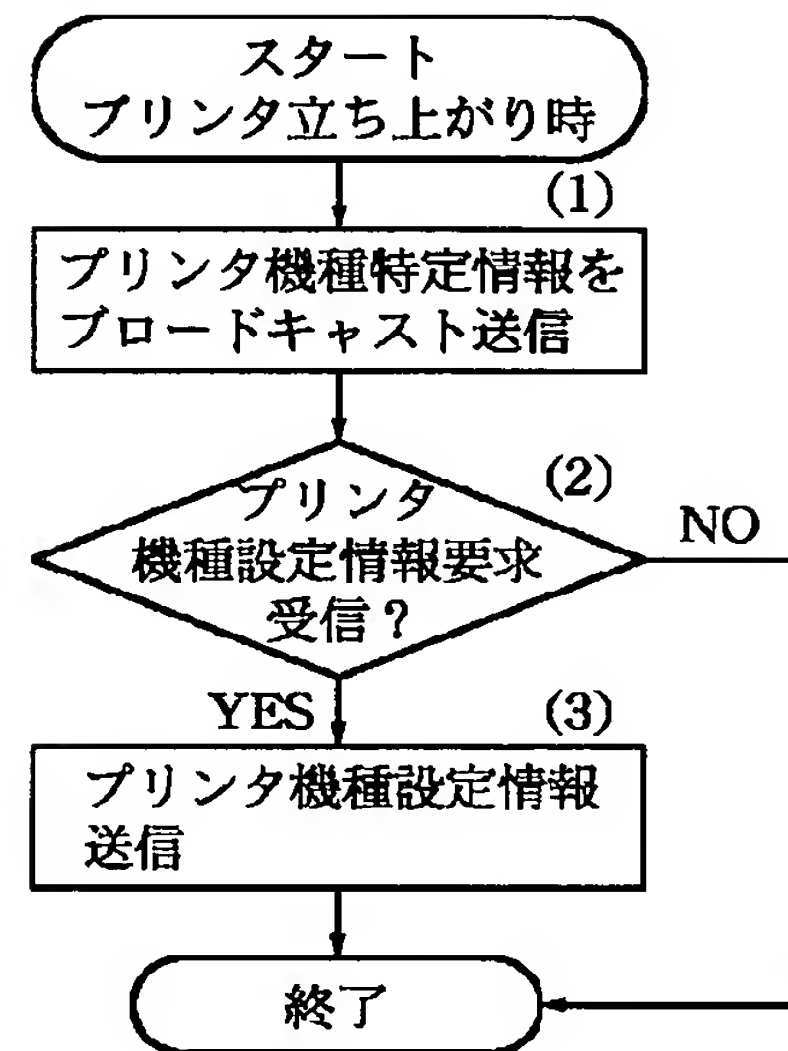 スタート
プリンタ立ち上がり時
(1)
プリンタ機種特定情報を
ブロードキャスト送信
(2)
プリンタ
機種設定情報要求
受信？
NO
YES
(3)
プリンタ機種設定情報
送信
終了